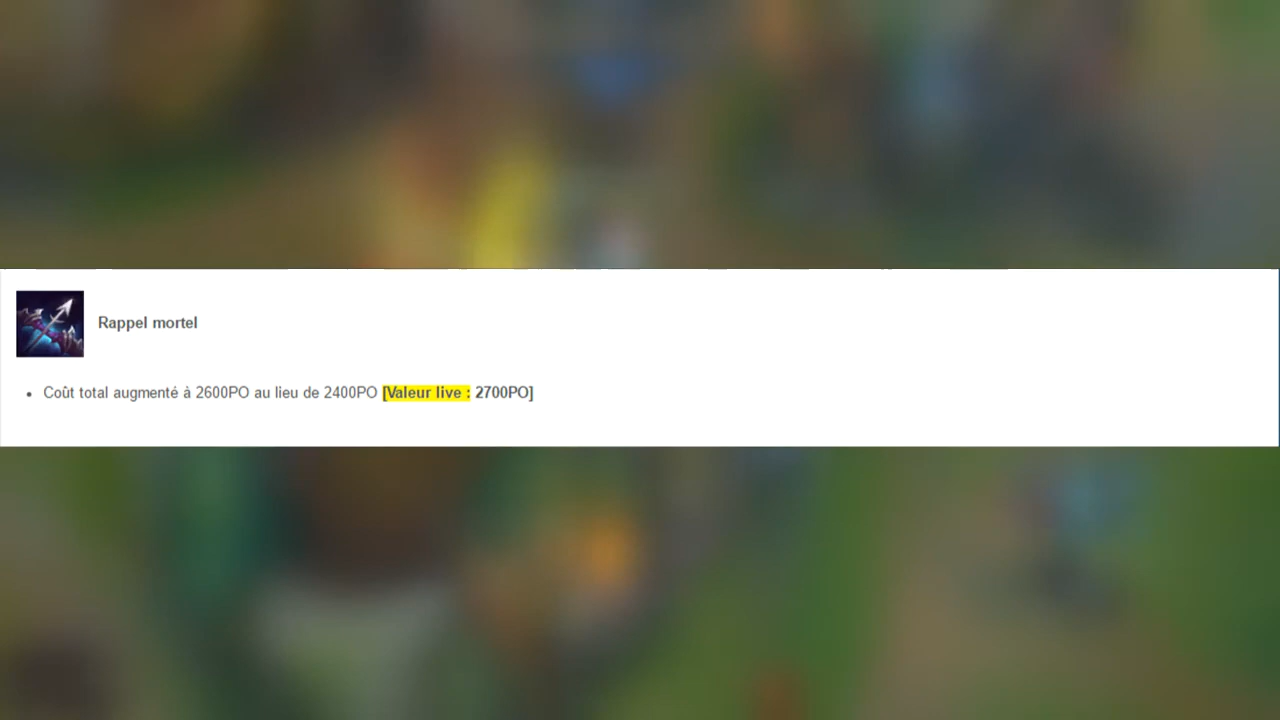 Rappel mortel
• Coût total augmenté à 2600PO au lieu de 2400PO [Valeur live : 2700PO]